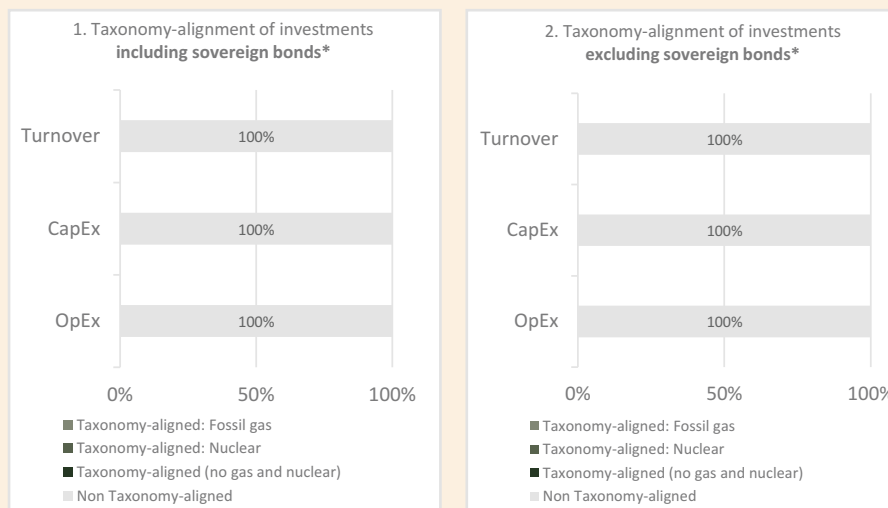 1. Taxonomy-alignment of investments
including sovereign bonds*
Turnover
100%
CapEx
100%
OpEx
100%
0%
50%
100%
Taxonomy-aligned: Fossil gas
Taxonomy-aligned: Nuclear
Taxonomy-aligned (no gas and nuclear)
Non Taxonomy-aligned
2. Taxonomy-alignment of investments
excluding sovereign bonds*
Turnover
100%
CapEx
100%
OpEx
100%
0%
50%
100%
Taxonomy-aligned: Fossil gas
Taxonomy-aligned: Nuclear
Taxonomy-aligned (no gas and nuclear)
Non Taxonomy-aligned